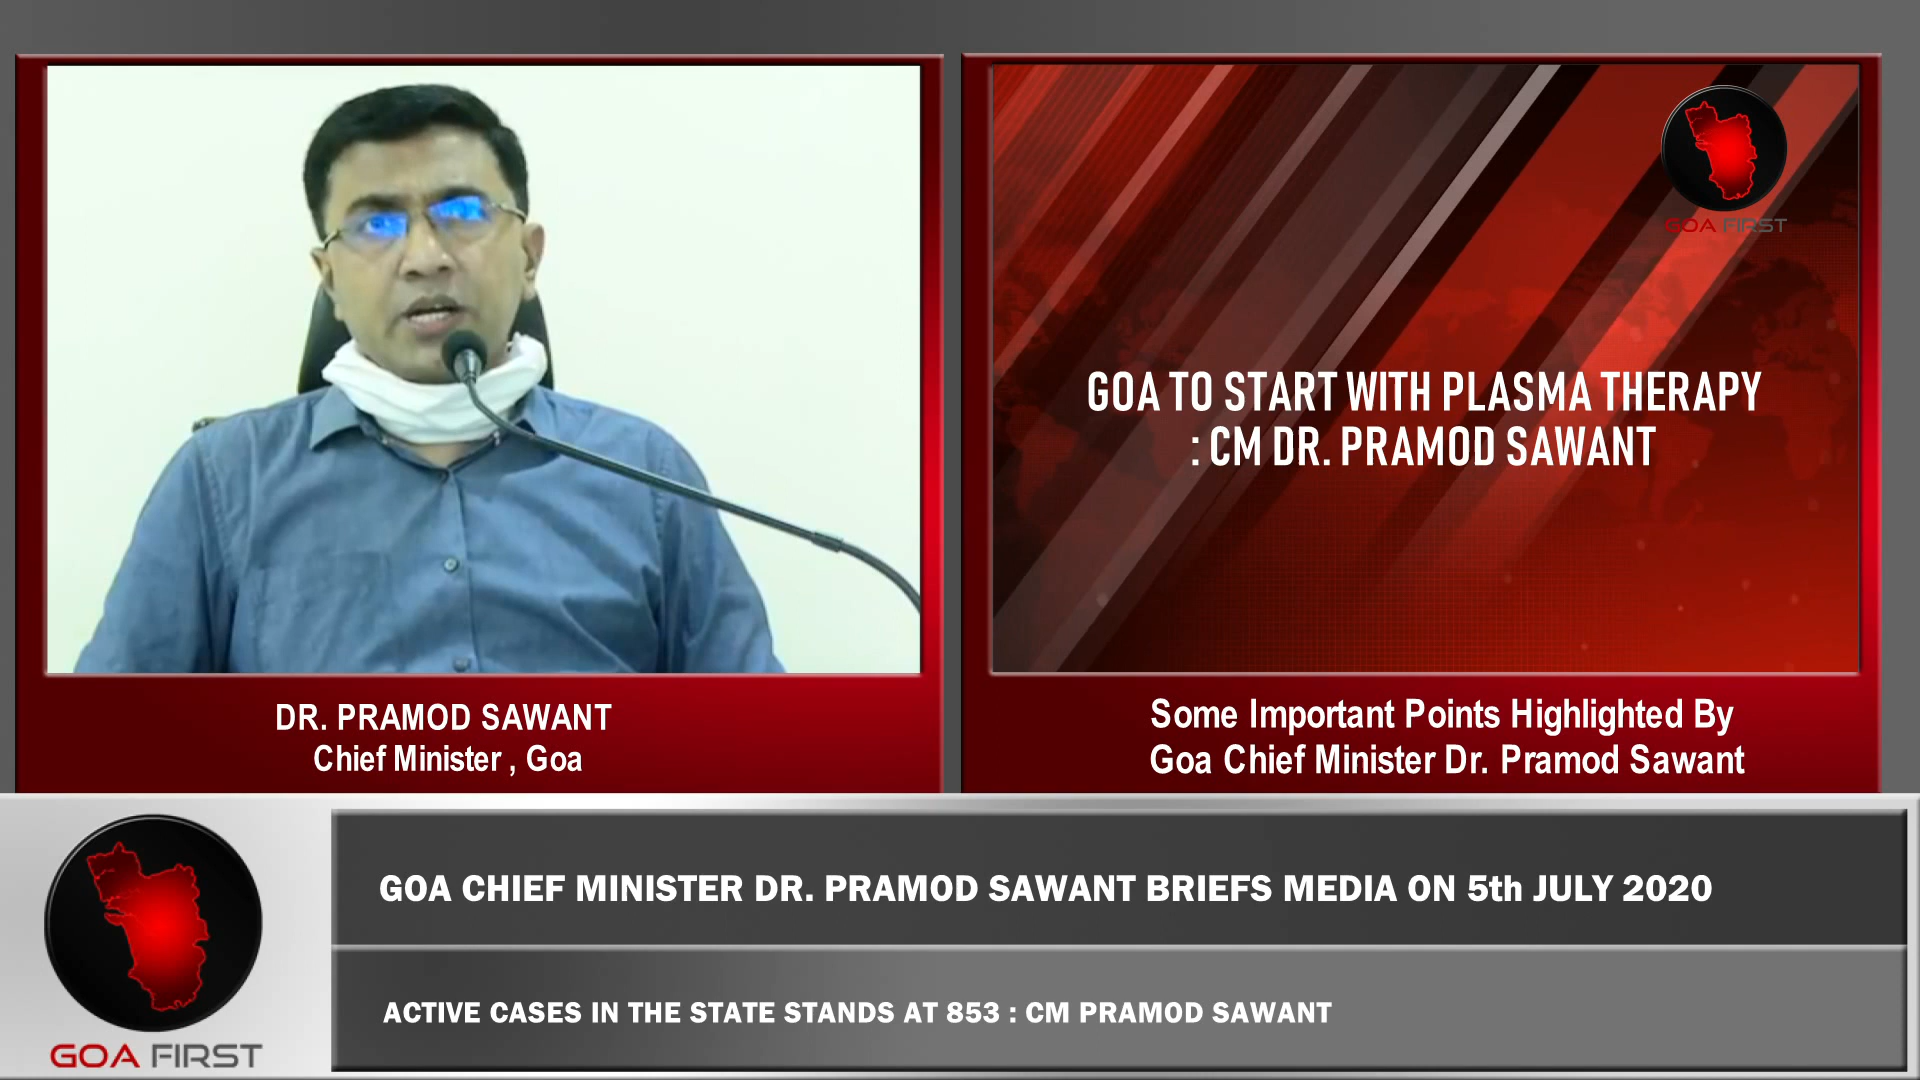 GOA FIRST
GOA TO START WITH PLASMA THERAPY
: CM DR. PRAMOD SAWANT
DR. PRAMOD SAWANT
Chief Minister , Goa
Some Important Points Highlighted By
Goa Chief Minister Dr. Pramod Sawant
GOA CHIEF MINISTER DR. PRAMOD SAWANT BRIEFS MEDIA ON 5th JULY 2020
ACTIVE CASES IN THE STATE STANDS AT 853 : CM PRAMOD SAWANT
GOA FIRST